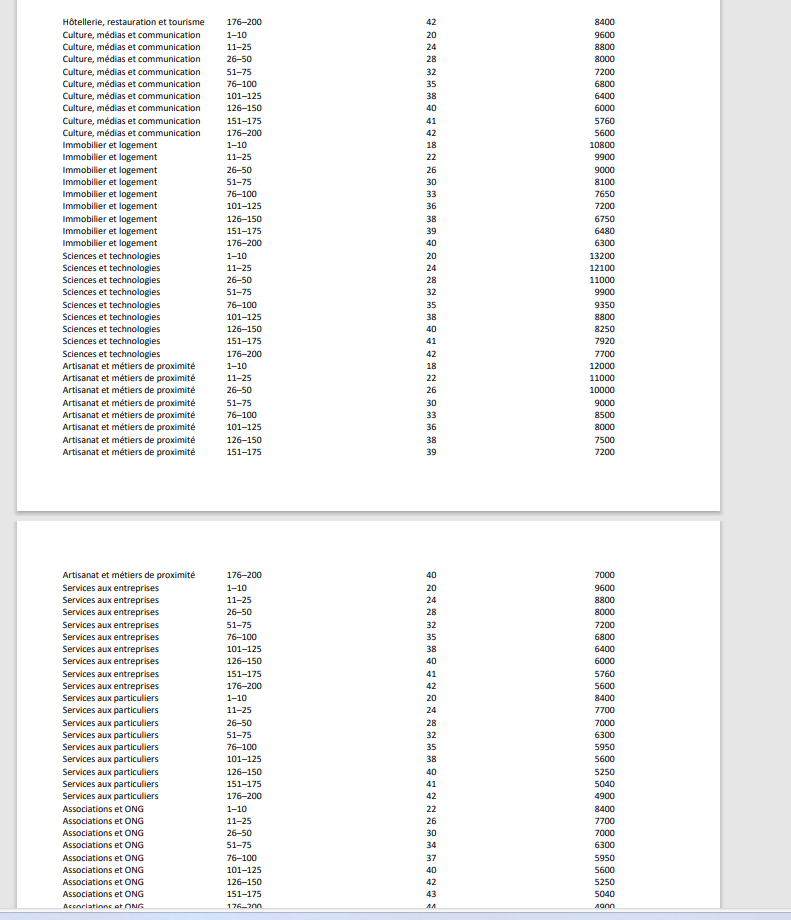 Hôtellerie, restauration et tourisme 176–200 42 8400
Culture, médias et communication 1–10 20 9600
Culture, médias et communication 11–25 24 8800
Culture, médias et communication 26–50 28 8000
Culture, médias et communication 51–75 32 7200
Culture, médias et communication 76–100 35 6800
Culture, médias et communication 101–125 38 6400
Culture, médias et communication 126–150 40 6000
Culture, médias et communication 151–175 41 5760
Culture, médias et communication 176–200 42 5600
Immobilier et logement 1–10 18 10800
Immobilier et logement 11–25 22 9900
Immobilier et logement 26–50 26 9000
Immobilier et logement 51–75 30 8100
Immobilier et logement 76–100 33 7650
Immobilier et logement 101–125 36 7200
Immobilier et logement 126–150 38 6750
Immobilier et logement 151–175 39 6480
Immobilier et logement 176–200 40 6300
Sciences et technologies 1–10 20 13200
Sciences et technologies 11–25 24 12100
Sciences et technologies 26–50 28 11000
Sciences et technologies 51–75 32 9900
Sciences et technologies 76–100 35 9350
Sciences et technologies 101–125 38 8800
Sciences et technologies 126–150 40 8250
Sciences et technologies 151–175 41 7920
Sciences et technologies 176–200 42 7700
Artisanat et métiers de proximité 1–10 18 12000
Artisanat et métiers de proximité 11–25 22 11000
Artisanat et métiers de proximité 26–50 26 10000
Artisanat et métiers de proximité 51–75 30 9000
Artisanat et métiers de proximité 76–100 33 8500
Artisanat et métiers de proximité 101–125 36 8000
Artisanat et métiers de proximité 126–150 38 7500
Artisanat et métiers de proximité 151–175 39 7200
Artisanat et métiers de proximité 176–200 40 7000
Services aux entreprises 1–10 20 9600
Services aux entreprises 11–25 24 8800
Services aux entreprises 26–50 28 8000
Services aux entreprises 51–75 32 7200
Services aux entreprises 76–100 35 6800
Services aux entreprises 101–125 38 6400
Services aux entreprises 126–150 40 6000
Services aux entreprises 151–175 41 5760
Services aux entreprises 176–200 42 5600
Services aux particuliers 1–10 20 8400
Services aux particuliers 11–25 24 7700
Services aux particuliers 26–50 28 7000
Services aux particuliers 51–75 32 6300
Services aux particuliers 76–100 35 5950
Services aux particuliers 101–125 38 5600
Services aux particuliers 126–150 40 5250
Services aux particuliers 151–175 41 5040
Services aux particuliers 176–200 42 4900
Associations et ONG 1–10 22 8400
Associations et ONG 11–25 26 7700
Associations et ONG 26–50 30 7000
Associations et ONG 51–75 34 6300
Associations et ONG 76–100 37 5950
Associations et ONG 101–125 40 5600
Associations et ONG 126–150 42 5250
Associations et ONG 151–175 43 5040
Associations et ONG 176–200 44 4900